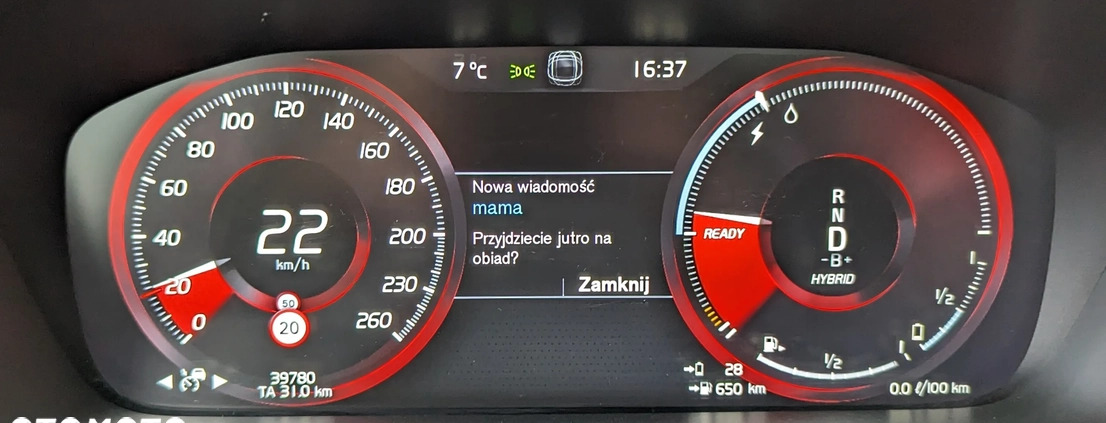 7 °C 16:37
120
100 140
80 160
60 180
40 200
20 230
0 260
22
km/h
50
20
39780
TA 31.0 km
Nowa wiadomość
mama
Przyjdziecie jutro na
obiad?
Zamknij
READY
R
N
D
-B+
HYBRID
1
1/2
1/2
28
650 km
0.0 ℓ/100 km
OTOMOTO